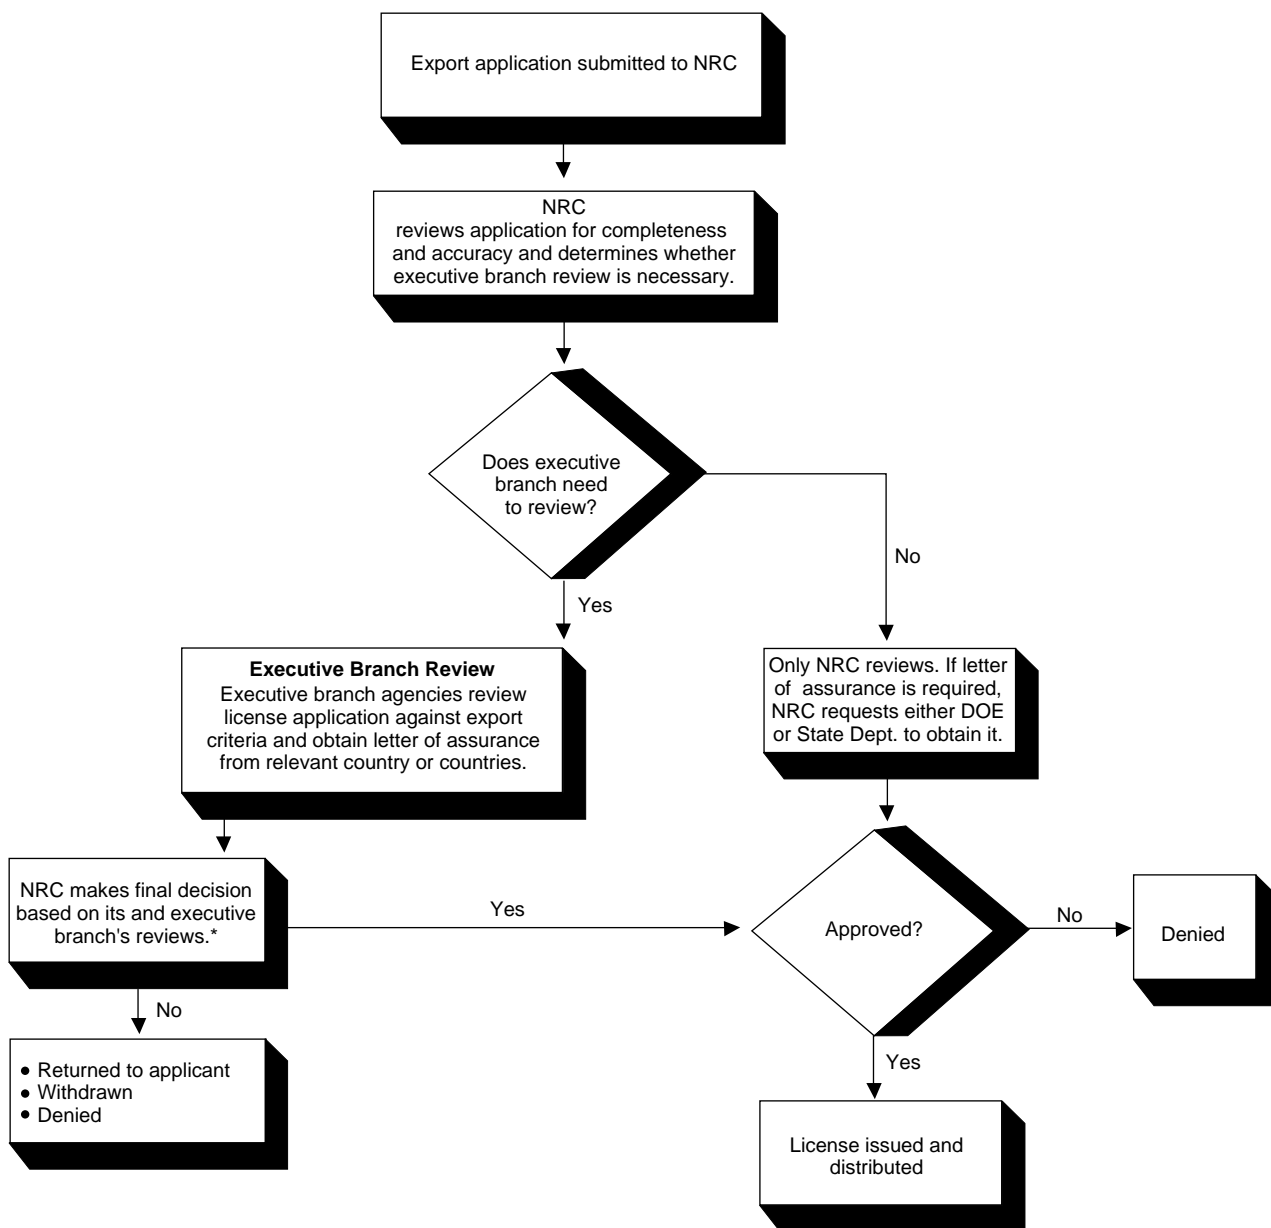 Export application submitted to NRC
NRC
reviews application for completeness
and accuracy and determines whether
executive branch review is necessary.
Does executive
branch need
to review?
No
Yes
Executive Branch Review
Executive branch agencies review
license application against export
criteria and obtain letter of assurance
from relevant country or countries.
Only NRC reviews. If letter
of assurance is required,
NRC requests either DOE
or State Dept. to obtain it.
NRC makes final decision
based on its and executive
branch's reviews.*
Yes
Approved?
No
Denied
No
● Returned to applicant
● Withdrawn
● Denied
Yes
License issued and
distributed